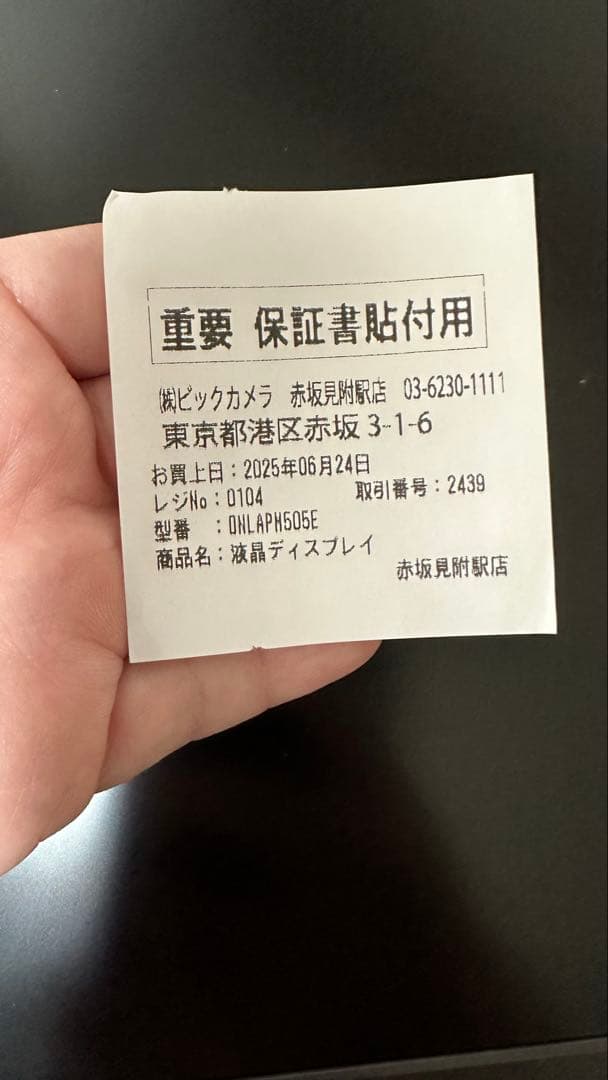 重要 保証書貼付用
㈱ビックカメラ 赤坂見附駅店 03-6230-1111
東京都港区赤坂3-1-6
お買上日:2025年06月24日
レジNo:0104 取引番号:2439
型番 :ONLAPH505E
商品名:液晶ディスプレイ
赤坂見附駅店